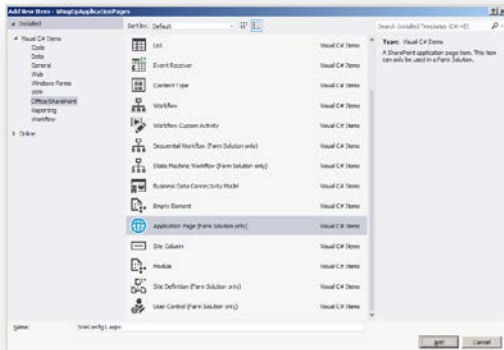 Add New Item - WingtipApplicationPages
Installed
Sort by: Default
Search Installed Templates (Ctrl+E)
Visual C# Items
Code
Data
General
Web
Windows Forms
WPF
Office/SharePoint
Reporting
Workflow
Online
List Visual C# Items
Event Receiver Visual C# Items
Content Type Visual C# Items
Workflow Visual C# Items
Workflow Custom Activity Visual C# Items
Sequential Workflow (Farm Solution only) Visual C# Items
State Machine Workflow (Farm Solution only) Visual C# Items
Business Data Connectivity Model Visual C# Items
Empty Element Visual C# Items
Application Page (Farm Solution only) Visual C# Items
Site Column Visual C# Items
Module Visual C# Items
Site Definition (Farm Solution only) Visual C# Items
User Control (Farm Solution only) Visual C# Items
Type: Visual C# Items
A SharePoint application page item. This item
can only be used in a Farm Solution.
Name:
Add
Cancel